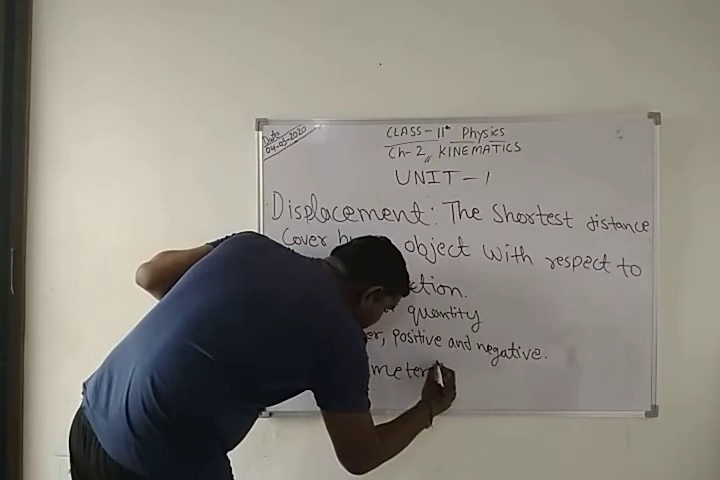 Date
04-05-2020
CLASS-11th Physics
Ch-2,, KINEMATICS
UNIT-1
Displacement: The Shortest distance
Cover object with respect to
quantity
positive and negative.
meter